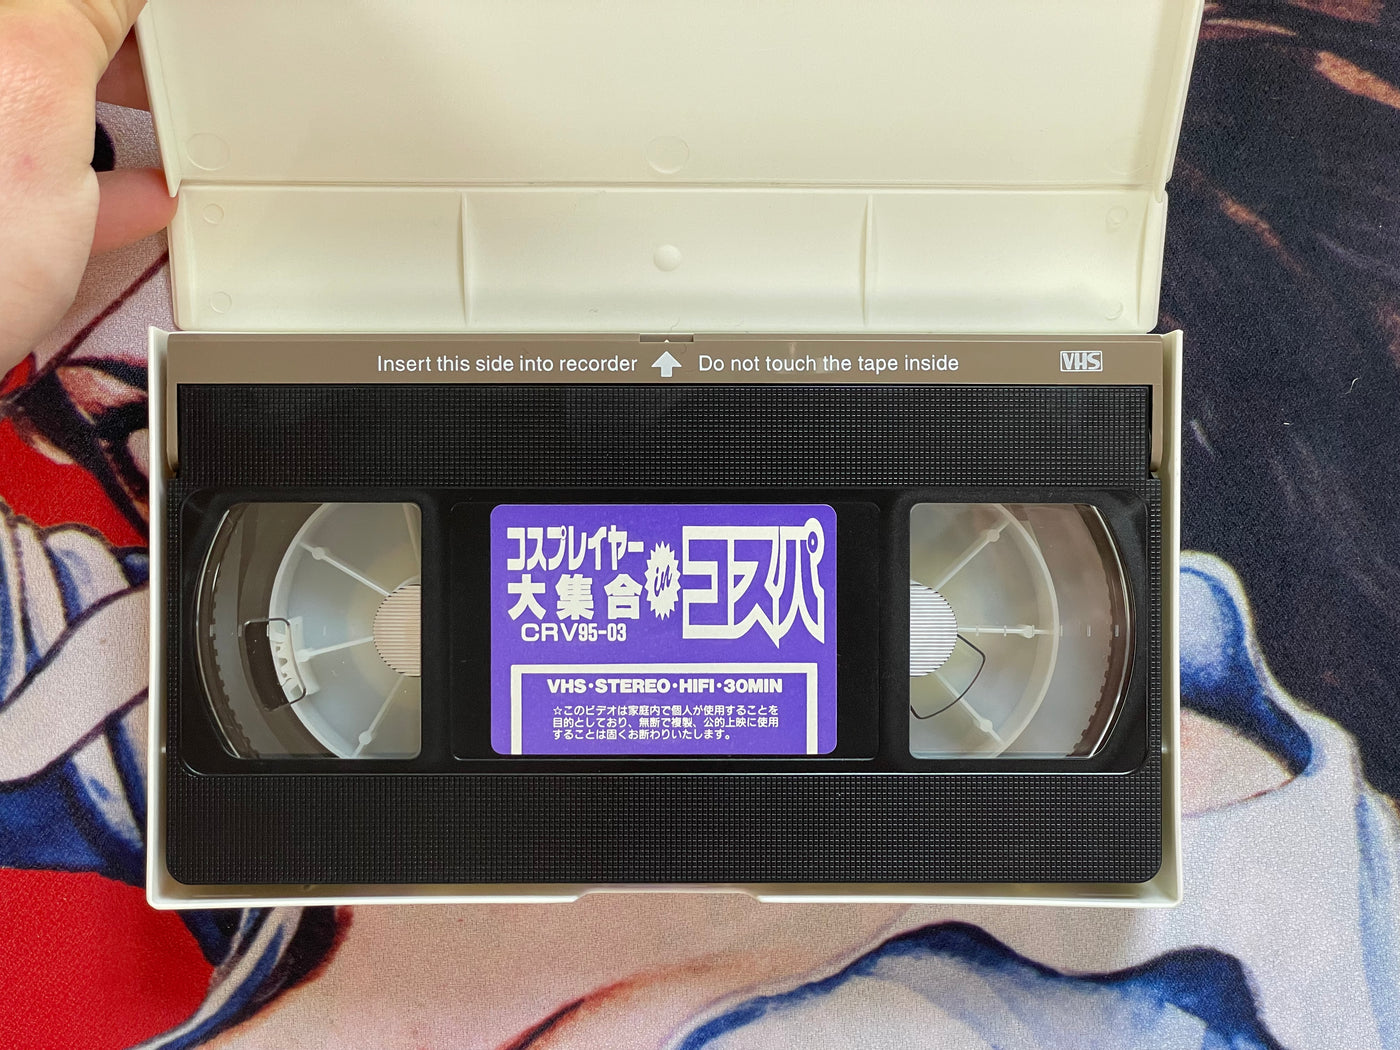 Insert this side into recorder Do not touch the tape inside VHS
コスプレイヤー
大集合
in
コスパ
CRV95-03
VHS・STEREO・HIFI・30MIN
☆このビデオは家庭内で個人が使用することを
目的としており、無断で複製、公的上映に使用
することは固くお断わりいたします。